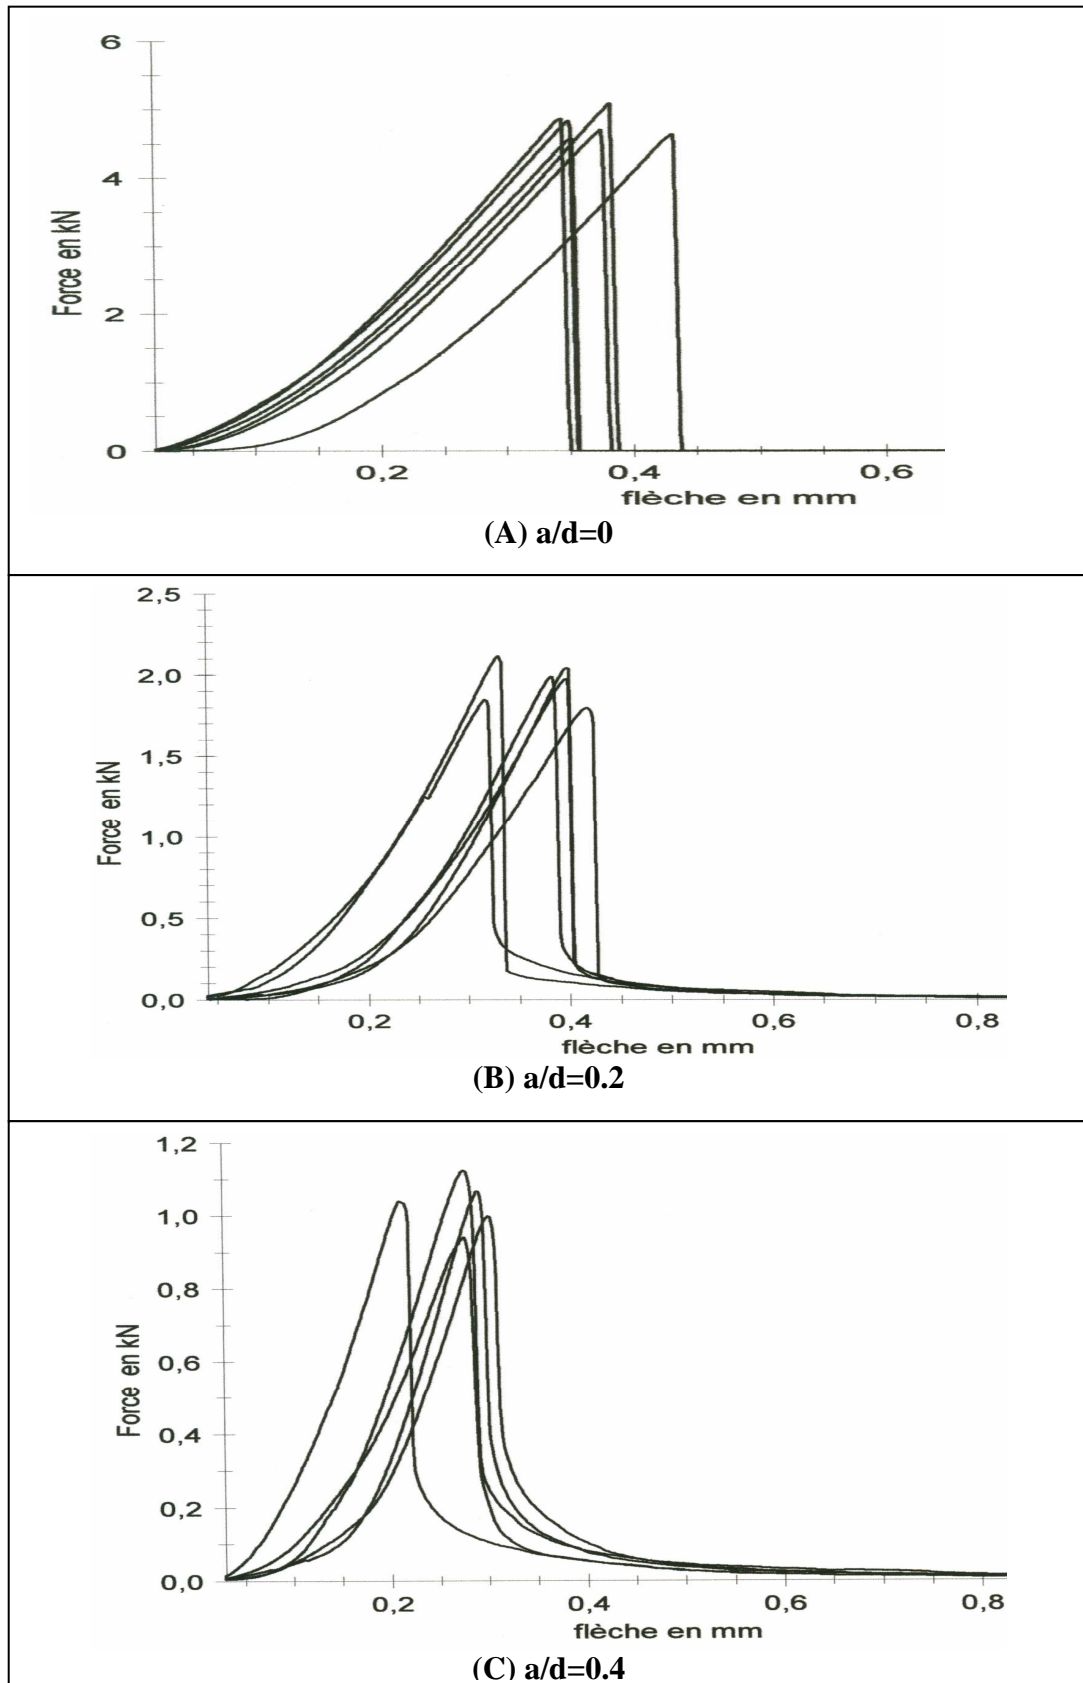 6
4
2
0
Force en kN
0,2 0,4 0,6
flèche en mm
(A) a/d=0
2,5
2,0
1,5
1,0
0,5
0,0
Force en kN
0,2 0,4 0,6 0,8
flèche en mm
(B) a/d=0.2
1,2
1,0
0,8
0,6
0,4
0,2
0,0
Force en kN
0,2 0,4 0,6 0,8
flèche en mm
(C) a/d=0.4